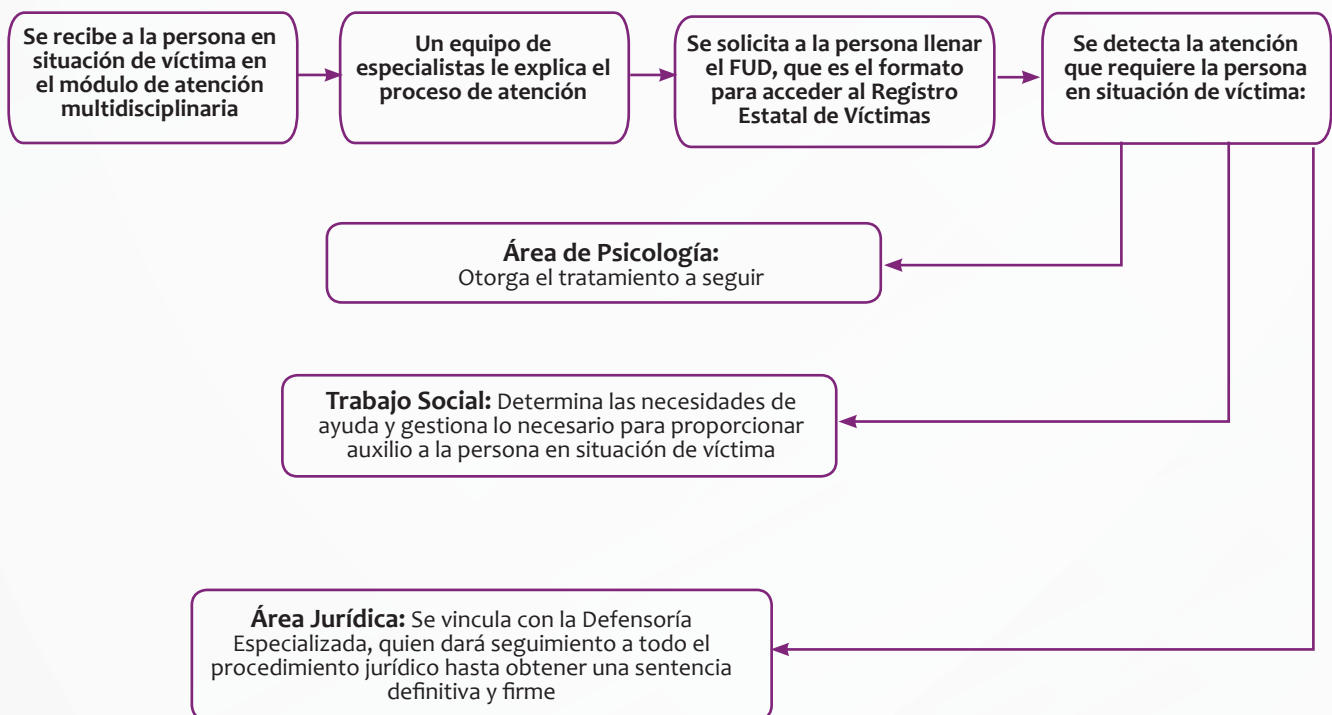 Se recibe a la persona en
situación de víctima en
el módulo de atención
multidisciplinaria
Un equipo de
especialistas le explica el
proceso de atención
Se solicita a la persona llenar
el FUD, que es el formato
para acceder al Registro
Estatal de Víctimas
Se detecta la atención
que requiere la persona
en situación de víctima:
Área de Psicología:
Otorga el tratamiento a seguir
Trabajo Social: Determina las necesidades de
ayuda y gestiona lo necesario para proporcionar
auxilio a la persona en situación de víctima
Área Jurídica: Se vincula con la Defensoría
Especializada, quien dará seguimiento a todo el
procedimiento jurídico hasta obtener una sentencia
definitiva y firme